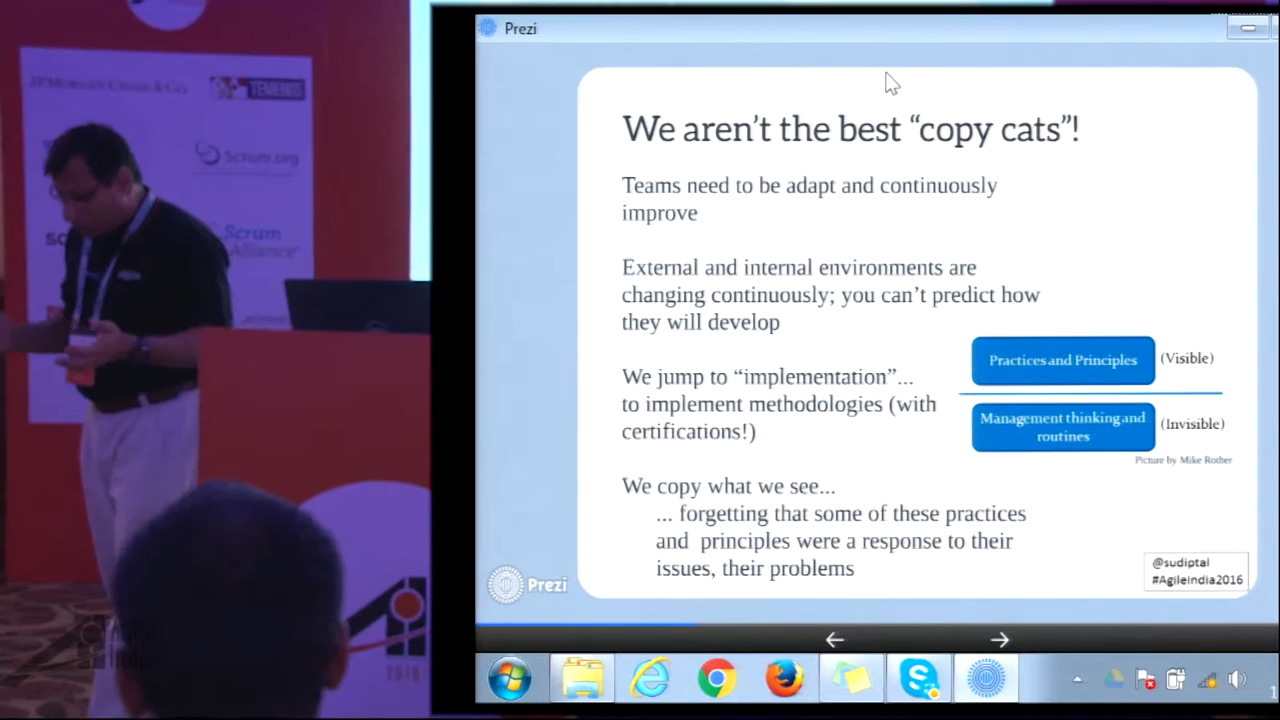 J.P.Morgan Chase & Co
TEMENOS
Scrum.org
Scrum
Alliance
Prezi
We aren't the best “copy cats”!
Teams need to be adapt and continuously
improve
External and internal environments are
changing continuously; you can't predict how
they will develop
Practices and Principles
(Visible)
We jump to “implementation”...
to implement methodologies (with
certifications!)
Management thinking and
routines
(Invisible)
Picture by Mike Rother
We copy what we see...
... forgetting that some of these practices
and principles were a response to their
issues, their problems
@sudiptal
#AgileIndia2016
Prezi